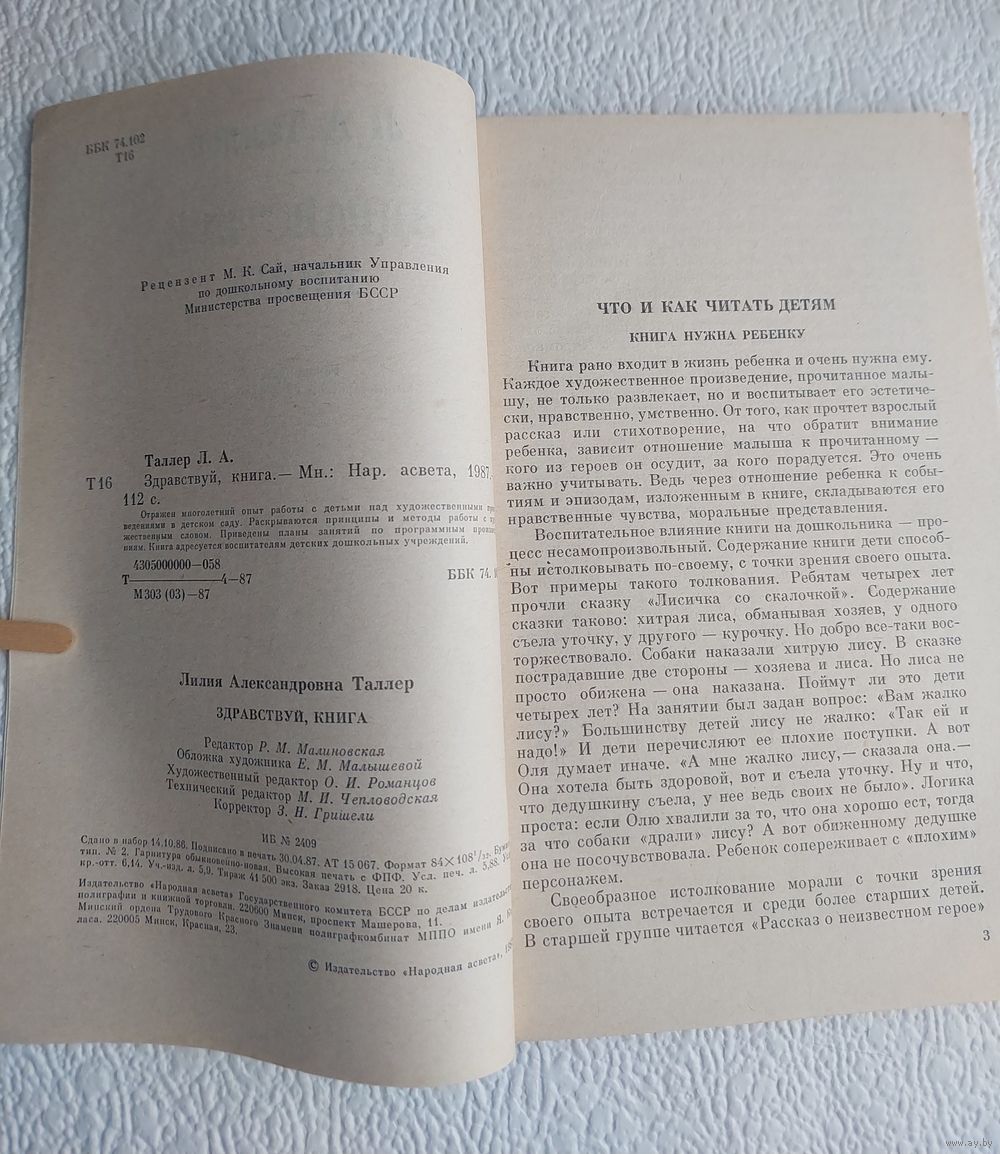 ББК 74.102
Т16
Рецензент М. К. Сай, начальник Управления
по дошкольному воспитанию
Министерства просвещения БССР
Таллер Л. А.
Т16 Здравствуй, книга.— Мн.: Нар. асвета, 1987.
112 с.
Отражен многолетний опыт работы с детьми над художественными
ведениями в детском саду. Раскрываются принципы и методы работы с
жественным словом. Приведены планы занятий по программным
ниям. Книга адресуется воспитателям детских дошкольных учреждений.
4305000000—058
Т————4—87
М303 (03)—87
ББК 74.
Лилия Александровна Таллер
ЗДРАВСТВУЙ, КНИГА
Редактор Р. М. Малиновская
Обложка художника Е. М. Малышевой
Художественный редактор О. И. Романцов
Технический редактор М. И. Чепловодская
Корректор З. Н. Гришели
ИБ № 2409
Сдано в набор 14.10.86. Подписано в печать 30.04.87. АТ 15 067. Формат 84×108¹/₃₂.
тип. № 2. Гарнитура обыкновенно-новая. Высокая печать с ФПФ. Усл. печ. л. 5,88.
кр.-отт. 6,14. Уч.-изд. л. 5,9. Тираж 41 500 экз. Заказ 2918. Цена 20 к.
Издательство «Народная асвета» Государственного комитета БССР по делам
полиграфии и книжной торговли. 220600 Минск, проспект Машерова, 11.
Минский ордена Трудового Красного Знамени полиграфкомбинат МППО имени Я.
ласа. 220005 Минск, Красная, 23.
© Издательство «Народная асвета»,
ЧТО И КАК ЧИТАТЬ ДЕТЯМ
КНИГА НУЖНА РЕБЕНКУ
Книга рано входит в жизнь ребенка и очень нужна ему.
Каждое художественное произведение, прочитанное малы-
шу, не только развлекает, но и воспитывает его эстетиче-
ски, нравственно, умственно. От того, как прочтет взрослый
рассказ или стихотворение, на что обратит внимание
ребенка, зависит отношение малыша к прочитанному —
кого из героев он осудит, за кого порадуется. Это очень
важно учитывать. Ведь через отношение ребенка к собы-
тиям и эпизодам, изложенным в книге, складываются его
нравственные чувства, моральные представления.
Воспитательное влияние книги на дошкольника — про-
цесс несамопроизвольный. Содержание книги дети способ-
ны истолковывать по-своему, с точки зрения своего опыта.
Вот примеры такого толкования. Ребятам четырех лет
прочли сказку «Лисичка со скалочкой». Содержание
сказки таково: хитрая лиса, обманывая хозяев, у одного
съела уточку, у другого — курочку. Но добро все-таки вос-
торжествовало. Собаки наказали хитрую лису. В сказке
пострадавшие две стороны — хозяева и лиса. Но лиса не
просто обижена — она наказана. Поймут ли это дети
четырех лет? На занятии был задан вопрос: «Вам жалко
лису?» Большинству детей лису не жалко: «Так ей и
надо!» И дети перечисляют ее плохие поступки. А вот
Оля думает иначе. «А мне жалко лису,— сказала она.—
Она хотела быть здоровой, вот и съела уточку. Ну и что,
что дедушкину съела, у нее ведь своих не было». Логика
проста: если Олю хвалили за то, что она хорошо ест, тогда
за что собаки «драли» лису? А вот обиженному дедушке
она не посочувствовала. Ребенок сопереживает с «плохим»
персонажем.
Своеобразное истолкование морали с точки зрения
своего опыта встречается и среди более старших детей.
В старшей группе читается «Рассказ о неизвестном герое»
3
www.ay.by